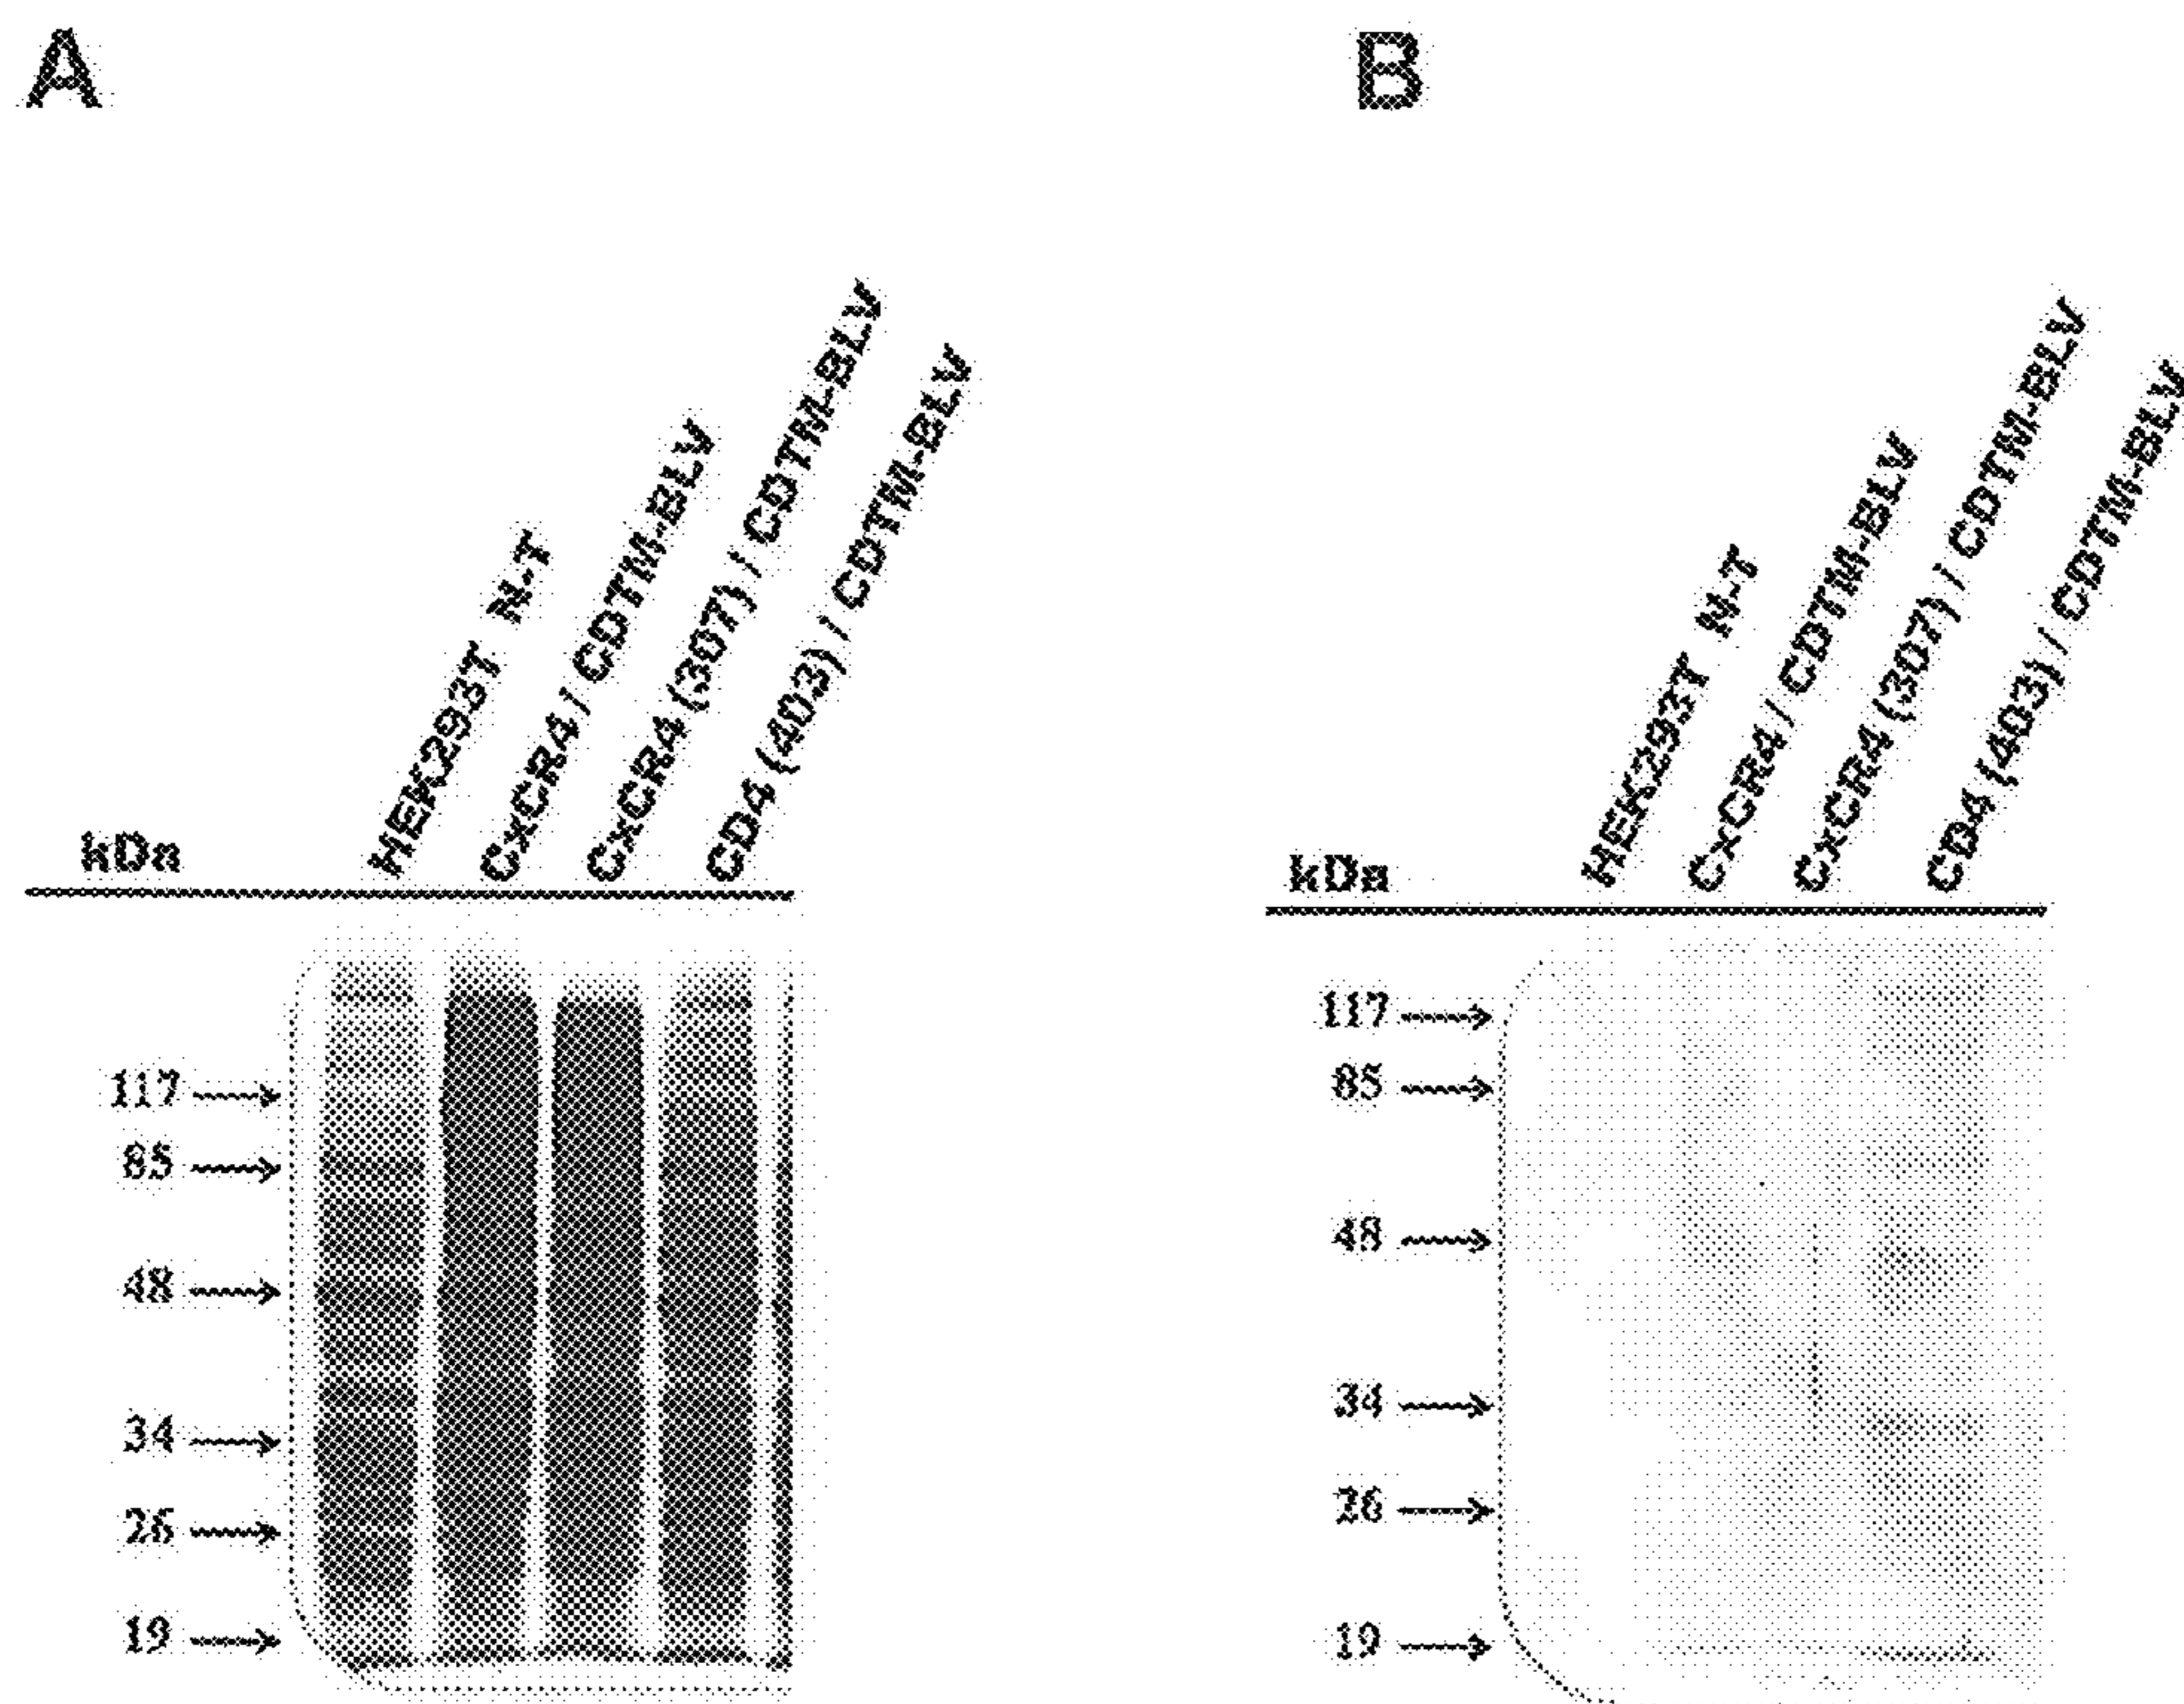 A
B
kDa
HEK293T N-T
CxCR4 / CDTM-BLV
CxCR4 (307) / CDTM-BLV
CD4 (403) / CDTM-BLV
117
85
48
34
26
19
kDa
HEK293T N-T
CxCR4 / CDTM-BLV
CxCR4 (307) / CDTM-BLV
CD4 (403) / CDTM-BLV
117
85
48
34
26
19